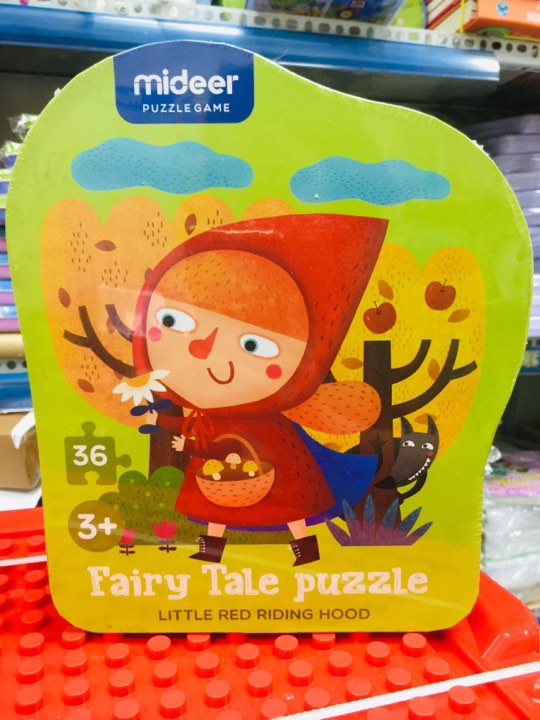 mideer
PUZZLE GAME
36
3+
Fairy Tale puzzle
LITTLE RED RIDING HOOD